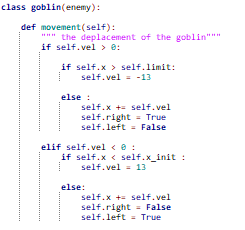 class goblin(enemy):
def movement(self):
""" the deplacement of the goblin"""
if self.vel > 0:
if self.x > self.limit:
self.vel = -13
else :
self.x += self.vel
self.right = True
self.left = False
elif self.vel < 0 :
if self.x < self.x_init :
self.vel = 13
else:
self.x += self.vel
self.right = False
self.left = True